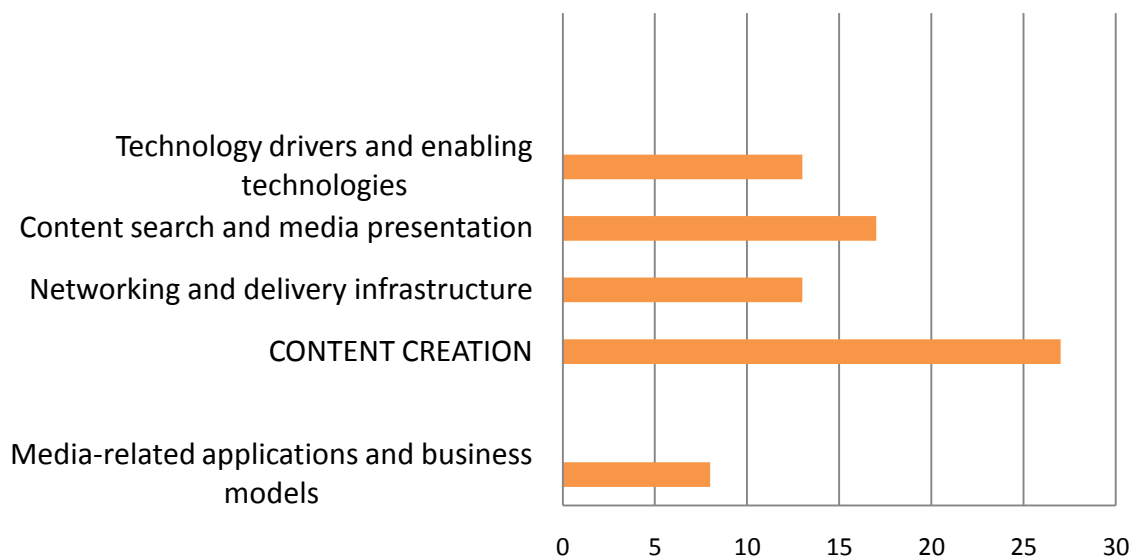 Technology drivers and enabling
technologies
Content search and media presentation
Networking and delivery infrastructure
CONTENT CREATION
Media-related applications and business
models
0 5 10 15 20 25 30